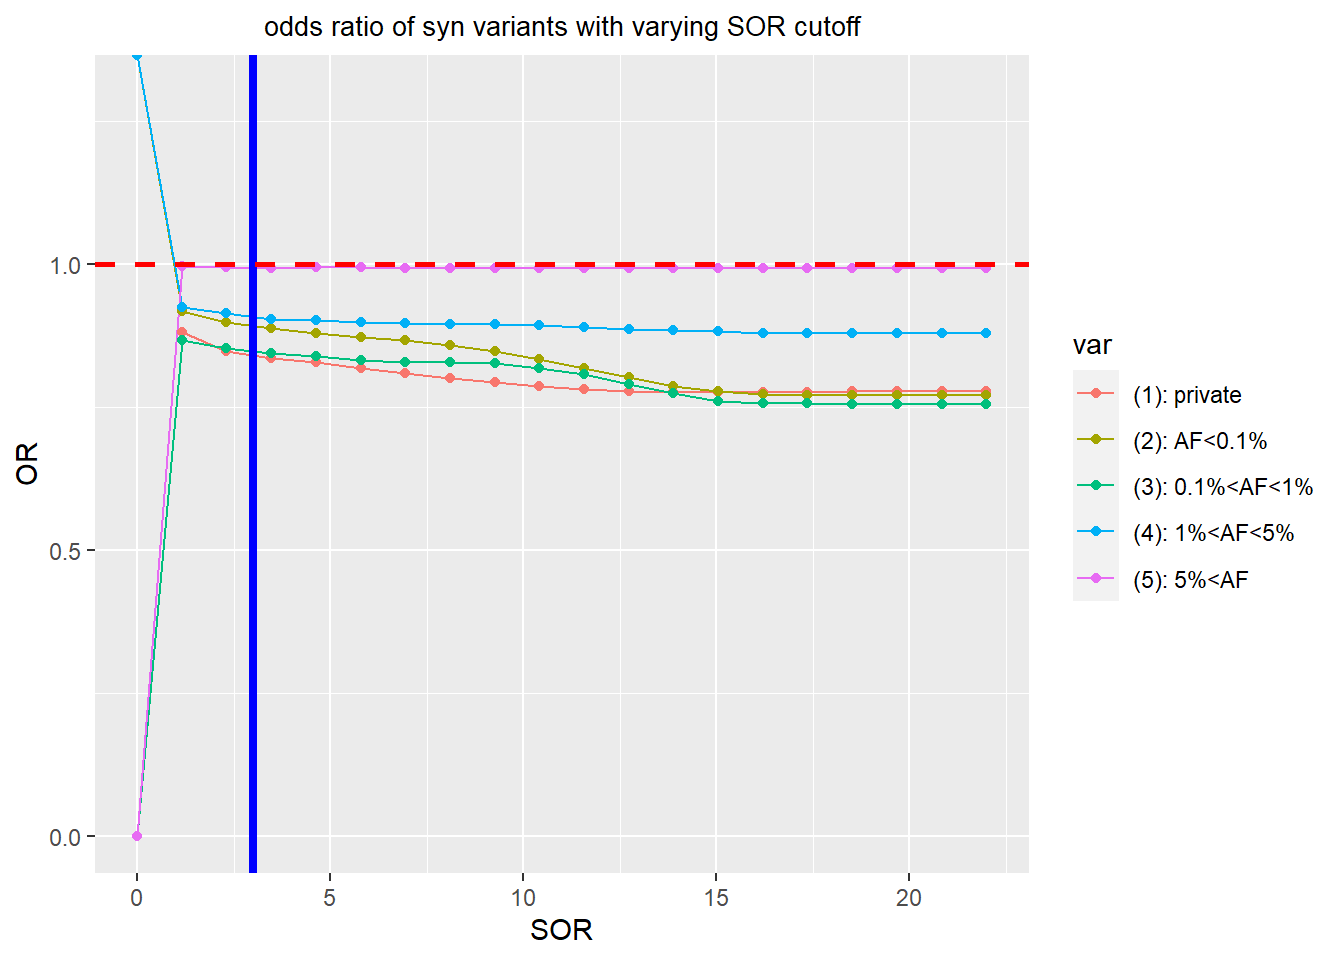 odds ratio of syn variants with varying SOR cutoff
OR
1.0
0.5
0.0
0
5
10
15
20
SOR
var
(1): private
(2): AF<0.1%
(3): 0.1%<AF<1%
(4): 1%<AF<5%
(5): 5%<AF